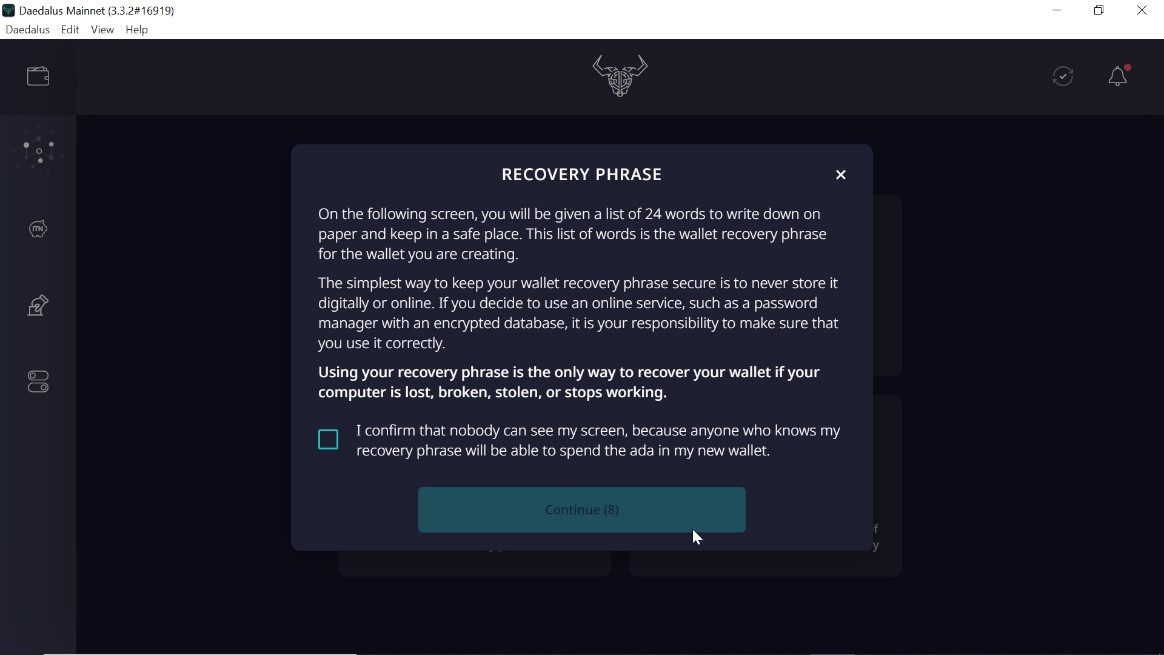 Daedalus Mainnet (3.3.2#16919)
Daedalus Edit View Help
RECOVERY PHRASE
On the following screen, you will be given a list of 24 words to write down on
paper and keep in a safe place. This list of words is the wallet recovery phrase
for the wallet you are creating.
The simplest way to keep your wallet recovery phrase secure is to never store it
digitally or online. If you decide to use an online service, such as a password
manager with an encrypted database, it is your responsibility to make sure that
you use it correctly.
Using your recovery phrase is the only way to recover your wallet if your
computer is lost, broken, stolen, or stops working.
I confirm that nobody can see my screen, because anyone who knows my
recovery phrase will be able to spend the ada in my new wallet.
Continue (8)
ITN